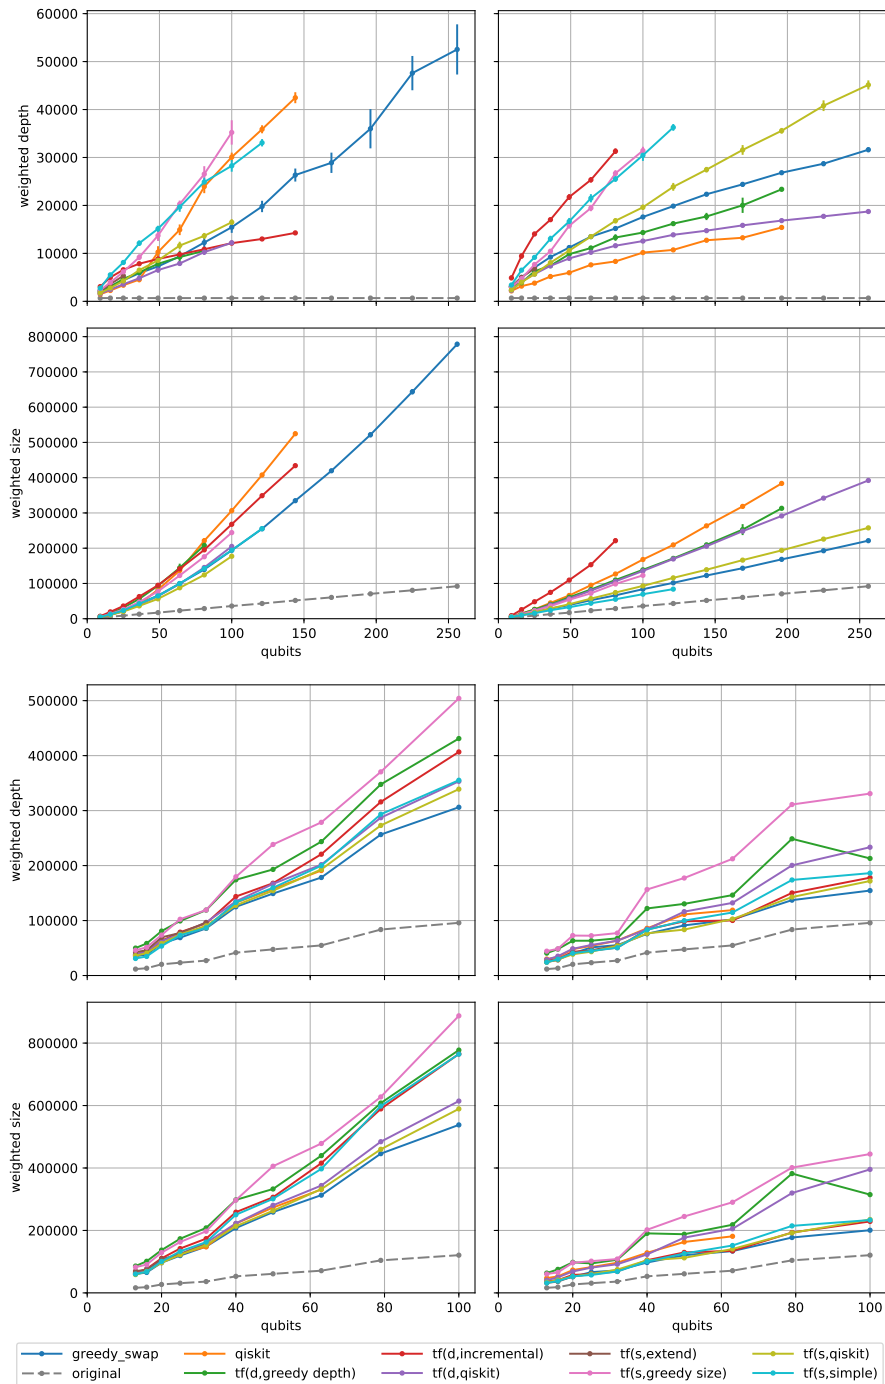 60000
50000
40000
30000
20000
10000
0
weighted depth
800000
700000
600000
500000
400000
300000
200000
100000
0
weighted size
0 50 100 150 200 250
qubits
0 50 100 150 200 250
qubits
500000
400000
300000
200000
100000
0
weighted depth
800000
600000
400000
200000
0
weighted size
0 20 40 60 80 100
qubits
0 20 40 60 80 100
qubits
greedy_swap qiskit tf(d,incremental) tf(s,extend) tf(s,qiskit)
original tf(d,greedy depth) tf(d,qiskit) tf(s,greedy size) tf(s,simple)